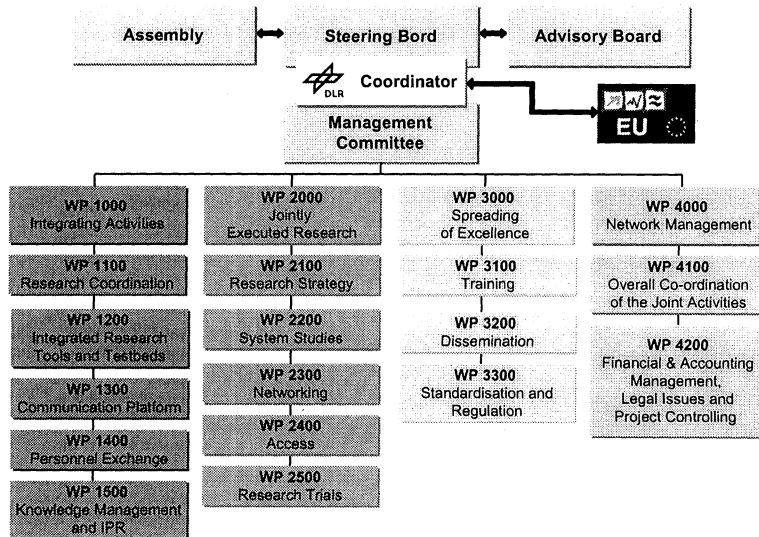 Assembly
Steering Bord
Advisory Board
DLR
Coordinator
EU
Management
Committee
WP 1000
Integrating Activities
WP 1100
Research Coordination
WP 1200
Integrated Research
Tools and Testbeds
WP 1300
Communication Platform
WP 1400
Personnel Exchange
WP 1500
Knowledge Management
and IPR
WP 2000
Jointly
Executed Research
WP 2100
Research Strategy
WP 2200
System Studies
WP 2300
Networking
WP 2400
Access
WP 2500
Research Trials
WP 3000
Spreading
of Excellence
WP 3100
Training
WP 3200
Dissemination
WP 3300
Standardisation and
Regulation
WP 4000
Network Management
WP 4100
Overall Co-ordination
of the Joint Activities
WP 4200
Financial & Accounting
Management,
Legal Issues and
Project Controlling